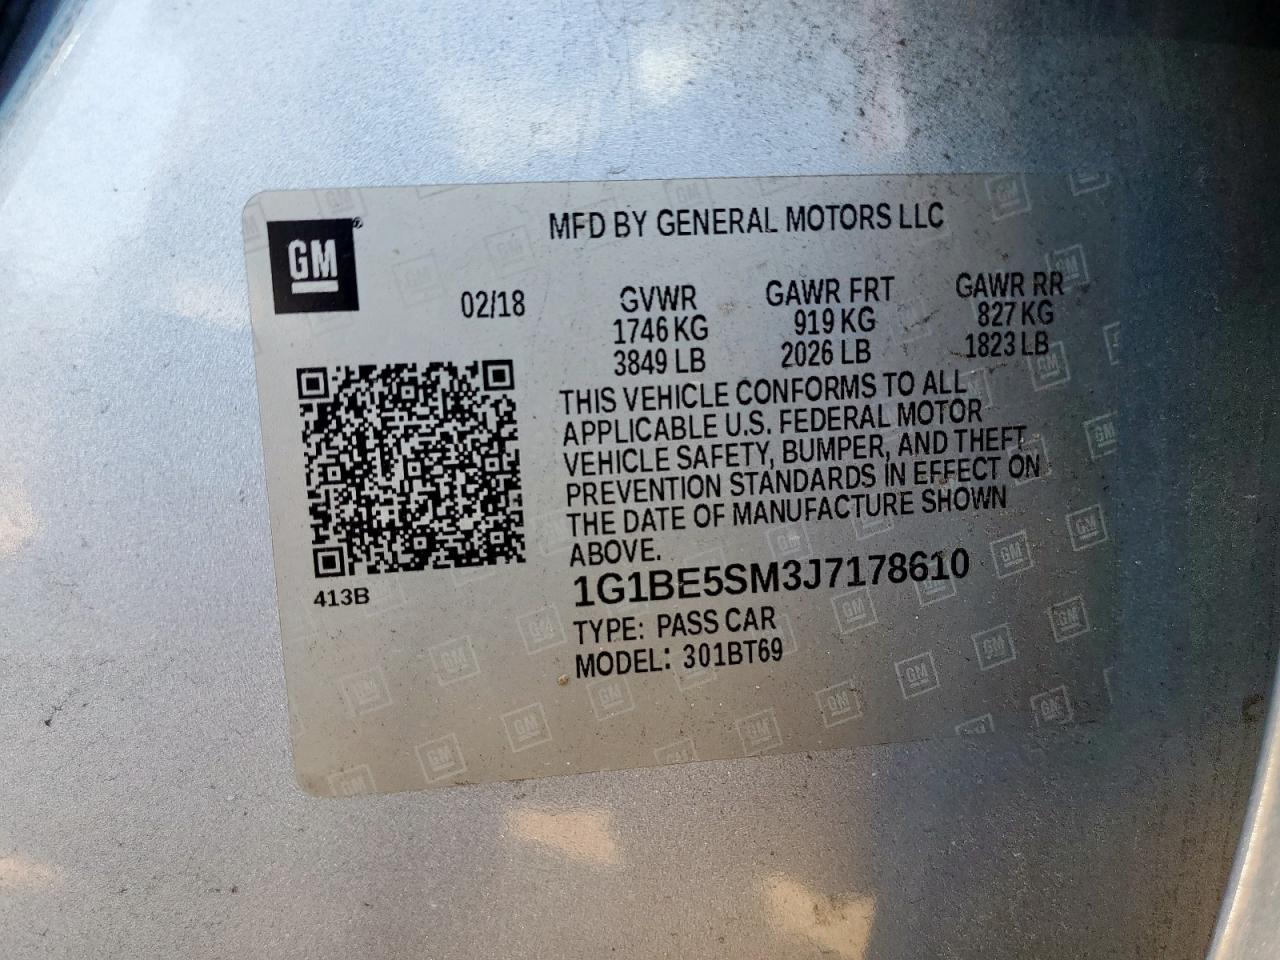 GM
MFD BY GENERAL MOTORS LLC
02/18
GVWR GAWR FRT GAWR RR
1746 KG 919 KG 827 KG
3849 LB 2026 LB 1823 LB
THIS VEHICLE CONFORMS TO ALL
APPLICABLE U.S. FEDERAL MOTOR
VEHICLE SAFETY, BUMPER, AND THEFT
PREVENTION STANDARDS IN EFFECT ON
THE DATE OF MANUFACTURE SHOWN
ABOVE.
413B
1G1BE5SM3J7178610
TYPE: PASS CAR
MODEL: 301BT69